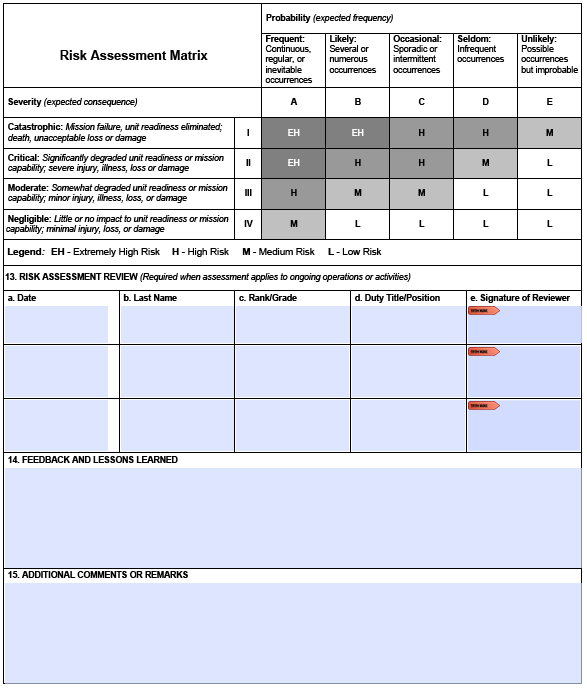 Risk Assessment Matrix
Probability (expected frequency)
Frequent: Continuous, regular, or inevitable occurrences
Likely: Several or numerous occurrences
Occasional: Sporadic or intermittent occurrences
Seldom: Infrequent occurrences
Unlikely: Possible occurrences but improbable
Severity (expected consequence) A B C D E
Catastrophic: Mission failure, unit readiness eliminated;
death, unacceptable loss or damage
I EH EH H H M
Critical: Significantly degraded unit readiness or mission
capability; severe injury, illness, loss or damage
II EH H H M L
Moderate: Somewhat degraded unit readiness or mission
capability; minor injury, illness, loss, or damage
III H M M L L
Negligible: Little or no impact to unit readiness or mission
capability; minimal injury, loss, or damage
IV M L L L L
Legend: EH - Extremely High Risk H - High Risk M - Medium Risk L - Low Risk
13. RISK ASSESSMENT REVIEW (Required when assessment applies to ongoing operations or activities)
a. Date b. Last Name c. Rank/Grade d. Duty Title/Position e. Signature of Reviewer
14. FEEDBACK AND LESSONS LEARNED
15. ADDITIONAL COMMENTS OR REMARKS